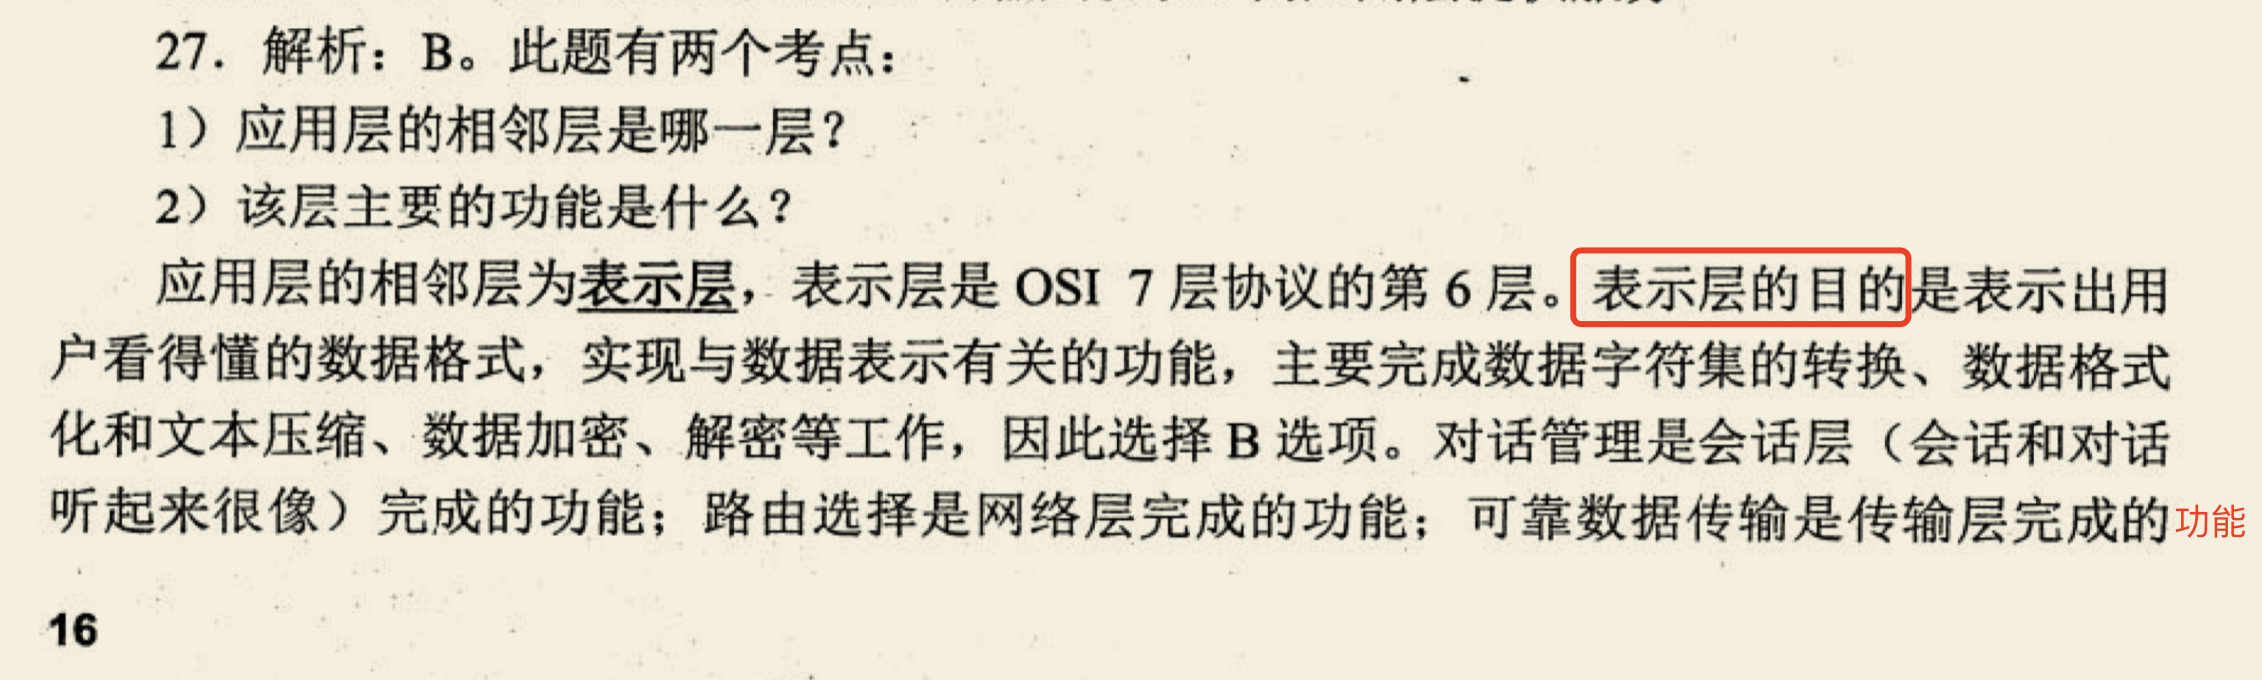 27. 解析：B。此题有两个考点：
1）应用层的相邻层是哪一层？
2）该层主要的功能是什么？
应用层的相邻层为表示层，表示层是 OSI 7 层协议的第 6 层。表示层的目的是表示出用
户看得懂的数据格式，实现与数据表示有关的功能，主要完成数据字符集的转换、数据格式
化和文本压缩、数据加密、解密等工作，因此选择 B 选项。对话管理是会话层（会话和对话
听起来很像）完成的功能；路由选择是网络层完成的功能；可靠数据传输是传输层完成的功能
16